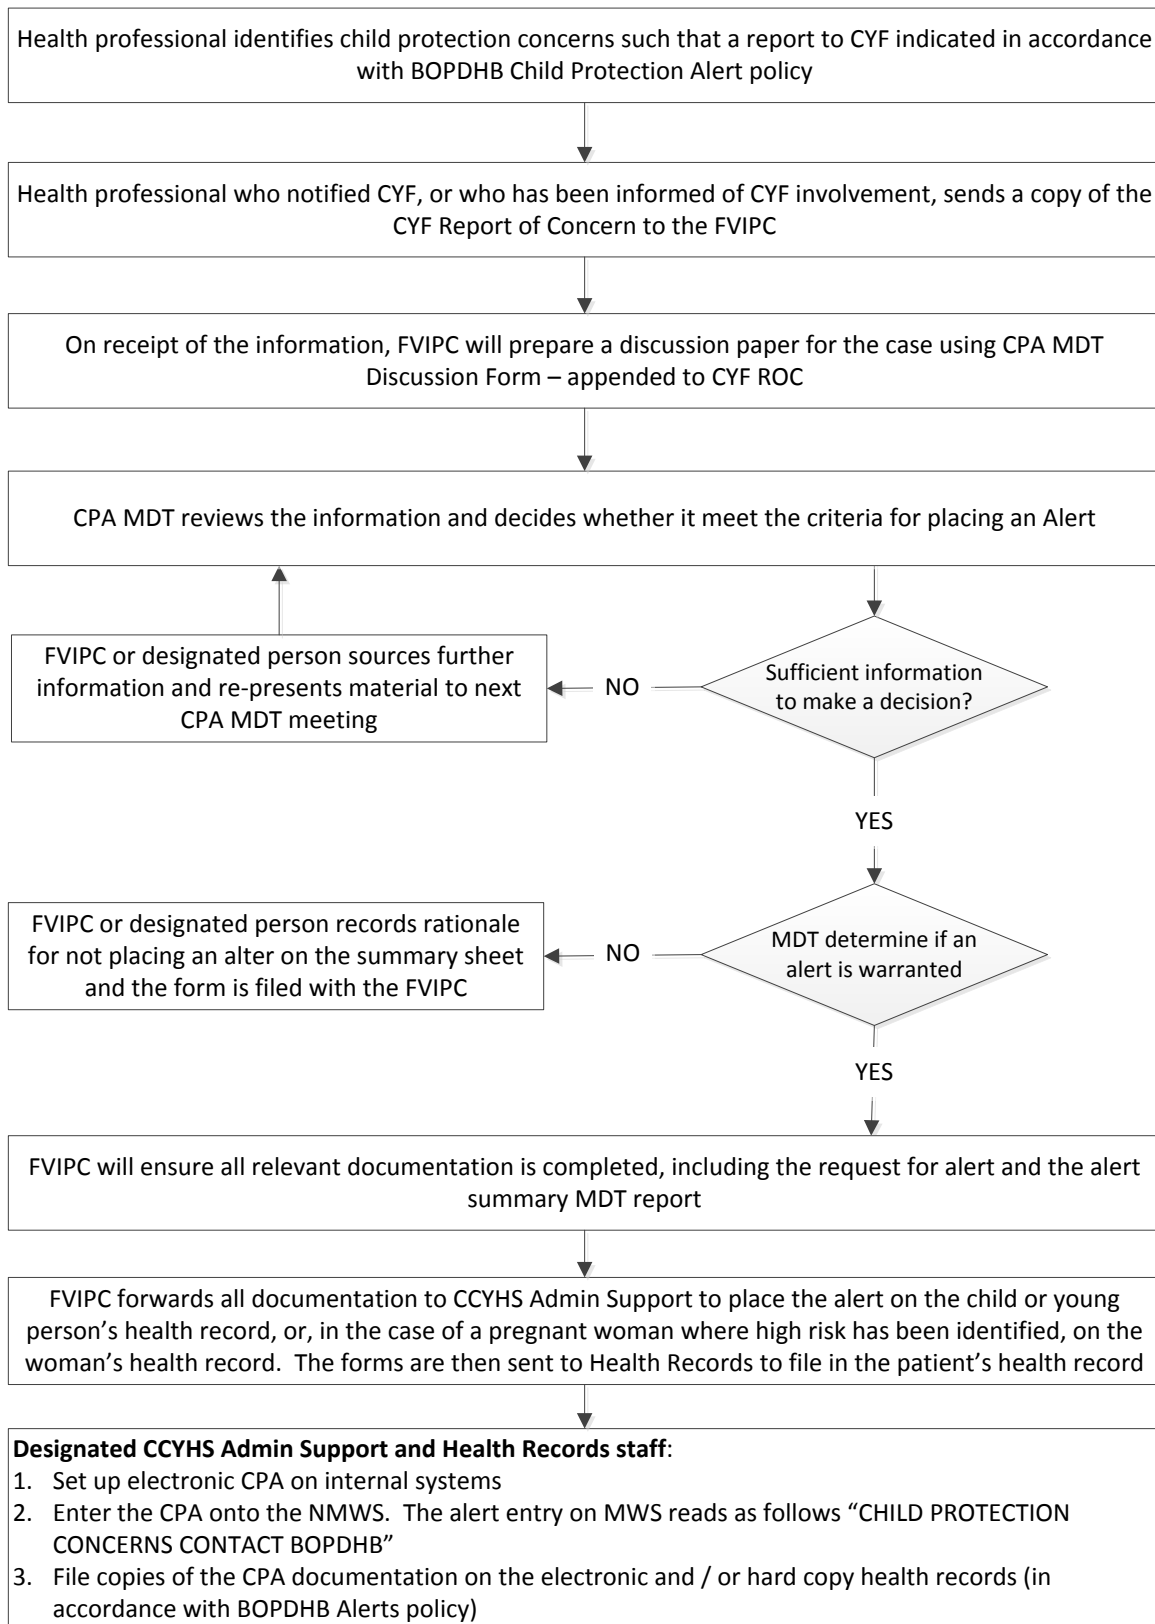 Health professional identifies child protection concerns such that a report to CYF indicated in accordance
with BOPDHB Child Protection Alert policy
Health professional who notified CYF, or who has been informed of CYF involvement, sends a copy of the
CYF Report of Concern to the FVIPC
On receipt of the information, FVIPC will prepare a discussion paper for the case using CPA MDT
Discussion Form – appended to CYF ROC
CPA MDT reviews the information and decides whether it meet the criteria for placing an Alert
FVIPC or designated person sources further
information and re-presents material to next
CPA MDT meeting
NO
Sufficient information
to make a decision?
YES
FVIPC or designated person records rationale
for not placing an alter on the summary sheet
and the form is filed with the FVIPC
NO
MDT determine if an
alert is warranted
YES
FVIPC will ensure all relevant documentation is completed, including the request for alert and the alert
summary MDT report
FVIPC forwards all documentation to CCYHS Admin Support to place the alert on the child or young
person's health record, or, in the case of a pregnant woman where high risk has been identified, on the
woman's health record.  The forms are then sent to Health Records to file in the patient's health record
Designated CCYHS Admin Support and Health Records staff:
1. Set up electronic CPA on internal systems
2. Enter the CPA onto the NMWS.  The alert entry on MWS reads as follows "CHILD PROTECTION
CONCERNS CONTACT BOPDHB"
3. File copies of the CPA documentation on the electronic and / or hard copy health records (in
accordance with BOPDHB Alerts policy)